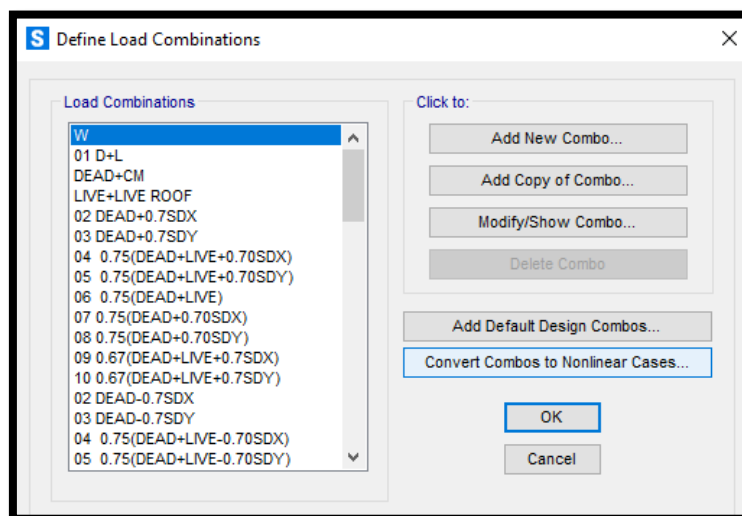 S Define Load Combinations
Load Combinations
W
01 D+L
DEAD+CM
LIVE+LIVE ROOF
02 DEAD+0.7SDX
03 DEAD+0.7SDY
04  0.75(DEAD+LIVE+0.70SDX)
05  0.75(DEAD+LIVE+0.70SDY)
06  0.75(DEAD+LIVE)
07 0.75(DEAD+0.70SDX)
08 0.75(DEAD+0.70SDY)
09 0.67(DEAD+LIVE+0.7SDX)
10 0.67(DEAD+LIVE+0.7SDY)
02 DEAD-0.7SDX
03 DEAD-0.7SDY
04  0.75(DEAD+LIVE-0.70SDX)
05  0.75(DEAD+LIVE-0.70SDY)
Click to:
Add New Combo...
Add Copy of Combo...
Modify/Show Combo...
Delete Combo
Add Default Design Combos...
Convert Combos to Nonlinear Cases...
OK
Cancel